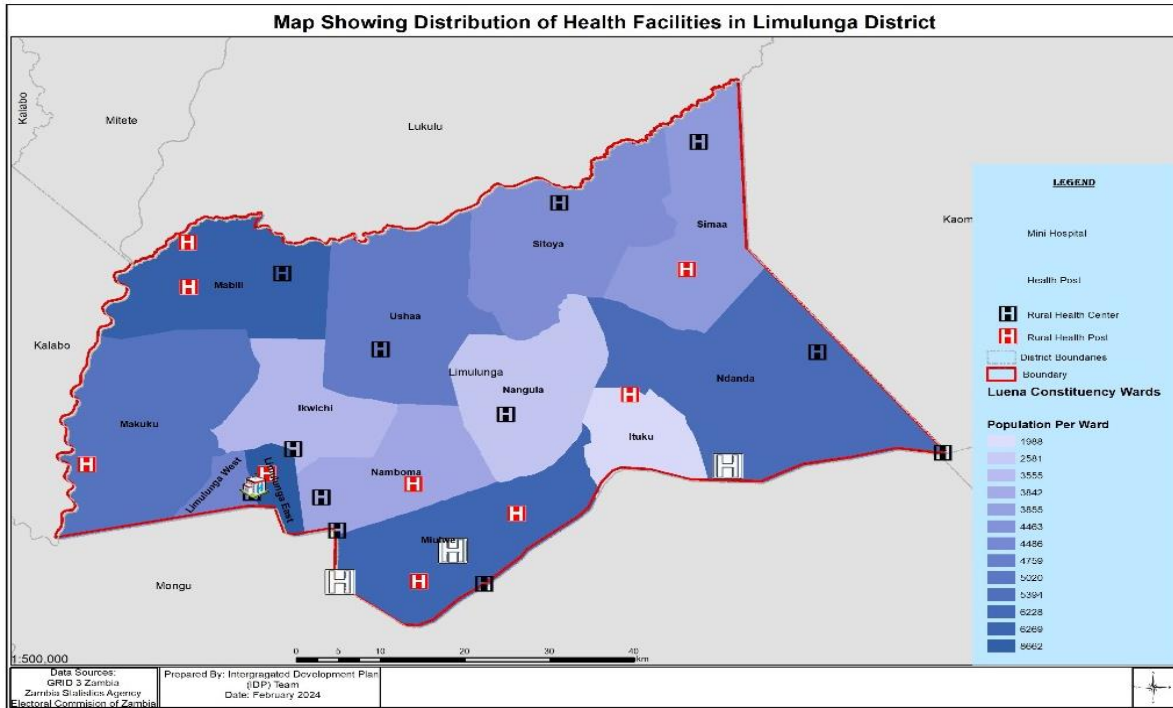 Map Showing Distribution of Health Facilities in Limulunga District
Kalabo
Mitete
Lukulu
Kaom
Simaa
Sitoya
Mabili
Ushaa
Kalabo
Limulunga
Nangula
Ndanda
Ikwichi
Makuku
Ituku
Namboma
Limulunga West
Limulunga East
Mongu
LEGEND
Mini Hospital
Health Post
H Rural Health Center
H Rural Health Post
District Boundaries
Boundary
Luena Constituency Wards
Population Per Ward
1988
2581
3555
3842
3855
4463
4486
4759
5020
5394
6228
6269
8662
1:500,000
0 5 10 20 30 40
km
Data Sources:
GRID 3 Zambia
Zambia Statistics Agency
Electoral Commision of Zambia
Prepared By: Intergragated Development Plan
(IDP) Team
Date: February 2024